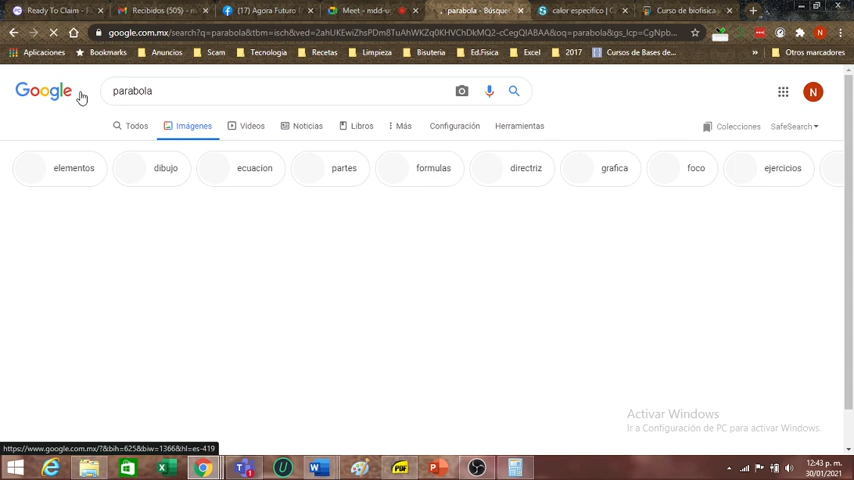 Ready To Claim - F
Recibidos (505) - n
(17) Agora Futuro
Meet - mdd-u
parabola - Búsque
calor especifico | C
Curso de biofisica
google.com.mx/search?q=parabola&tbm=isch&ved=2ahUKEwiZhsPDm8TuAhWKZq0KHVChDkMQ2-cCegQIABAA&oq=parabola&gs_lcp=CgNpb...
Aplicaciones Bookmarks Anuncios Scam Tecnologia Recetas Limpieza Bisuteria Ed.Fisica Excel 2017 Cursos de Bases de... » Otros marcadores
Google parabola N
Todos Imágenes Videos Noticias Libros Más Configuración Herramientas Colecciones SafeSearch
elementos dibujo ecuacion partes formulas directriz grafica foco ejercicios
Activar Windows
Ir a Configuración de PC para activar Windows.
https://www.google.com.mx/?&bih=625&biw=1366&hl=es-419
12:43 p. m.
30/01/2021